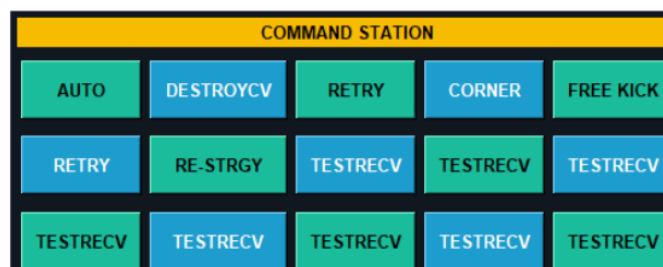 COMMAND STATION
AUTO DESTROYCV RETRY CORNER FREE KICK
RETRY RE-STRGY TESTRECV TESTRECV TESTRECV
TESTRECV TESTRECV TESTRECV TESTRECV TESTRECV